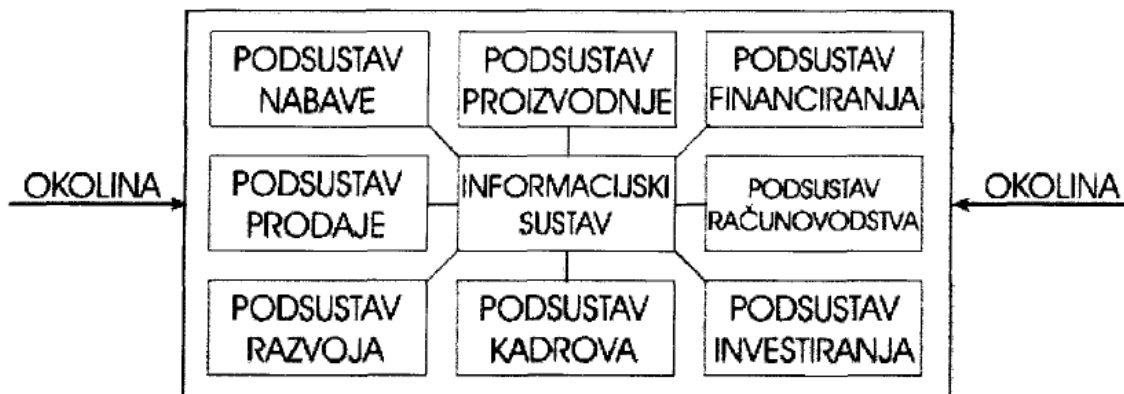 PODSUSTAV
NABAVE
PODSUSTAV
PROIZVODNJE
PODSUSTAV
FINANCIRANJA
OKOLINA
PODSUSTAV
PRODAJE
INFORMACIJSKI
SUSTAV
PODSUSTAV
RAČUNOVODSTVA
OKOLINA
PODSUSTAV
RAZVOJA
PODSUSTAV
KADROVA
PODSUSTAV
INVESTIRANJA